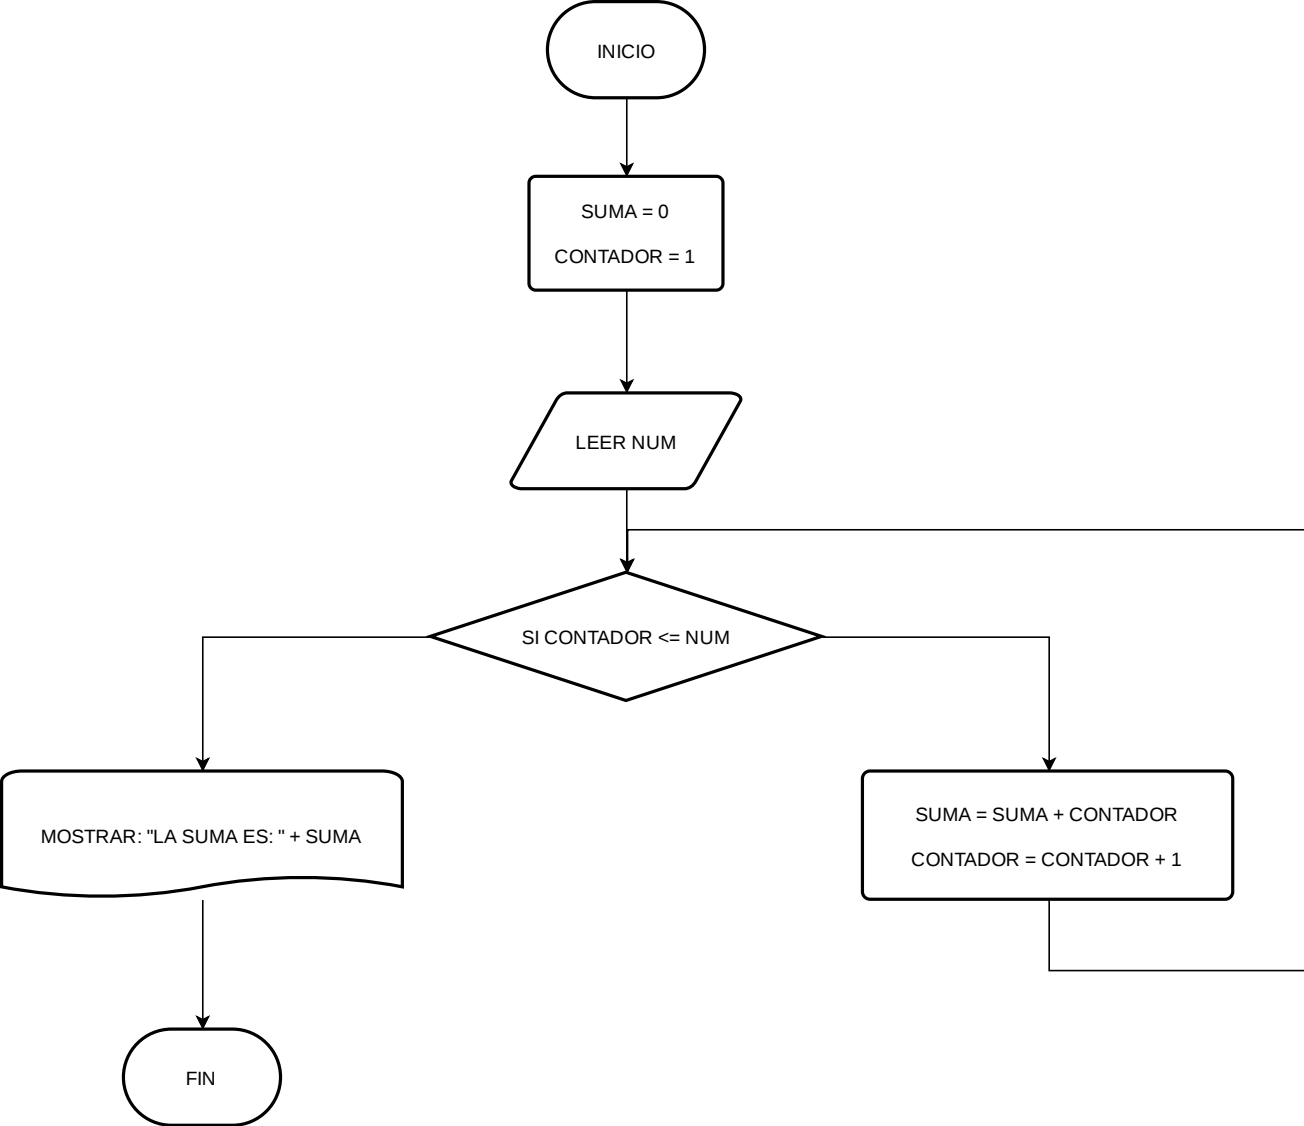 INICIO
SUMA = 0
CONTADOR = 1
LEER NUM
SI CONTADOR <= NUM
MOSTRAR: "LA SUMA ES: " + SUMA
SUMA = SUMA + CONTADOR
CONTADOR = CONTADOR + 1
FIN